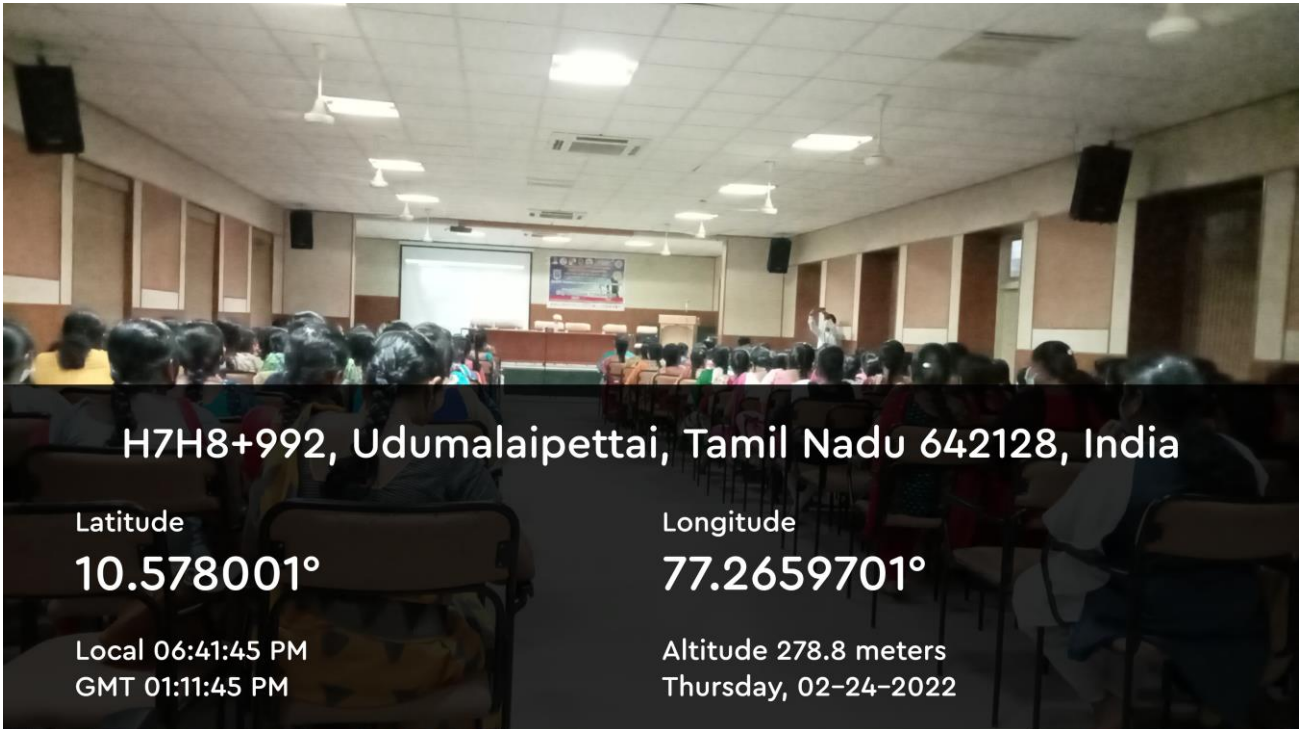 H7H8+992, Udumalaipettai, Tamil Nadu 642128, India
Latitude
10.578001°
Longitude
77.2659701°
Local 06:41:45 PM
GMT 01:11:45 PM
Altitude 278.8 meters
Thursday, 02-24-2022